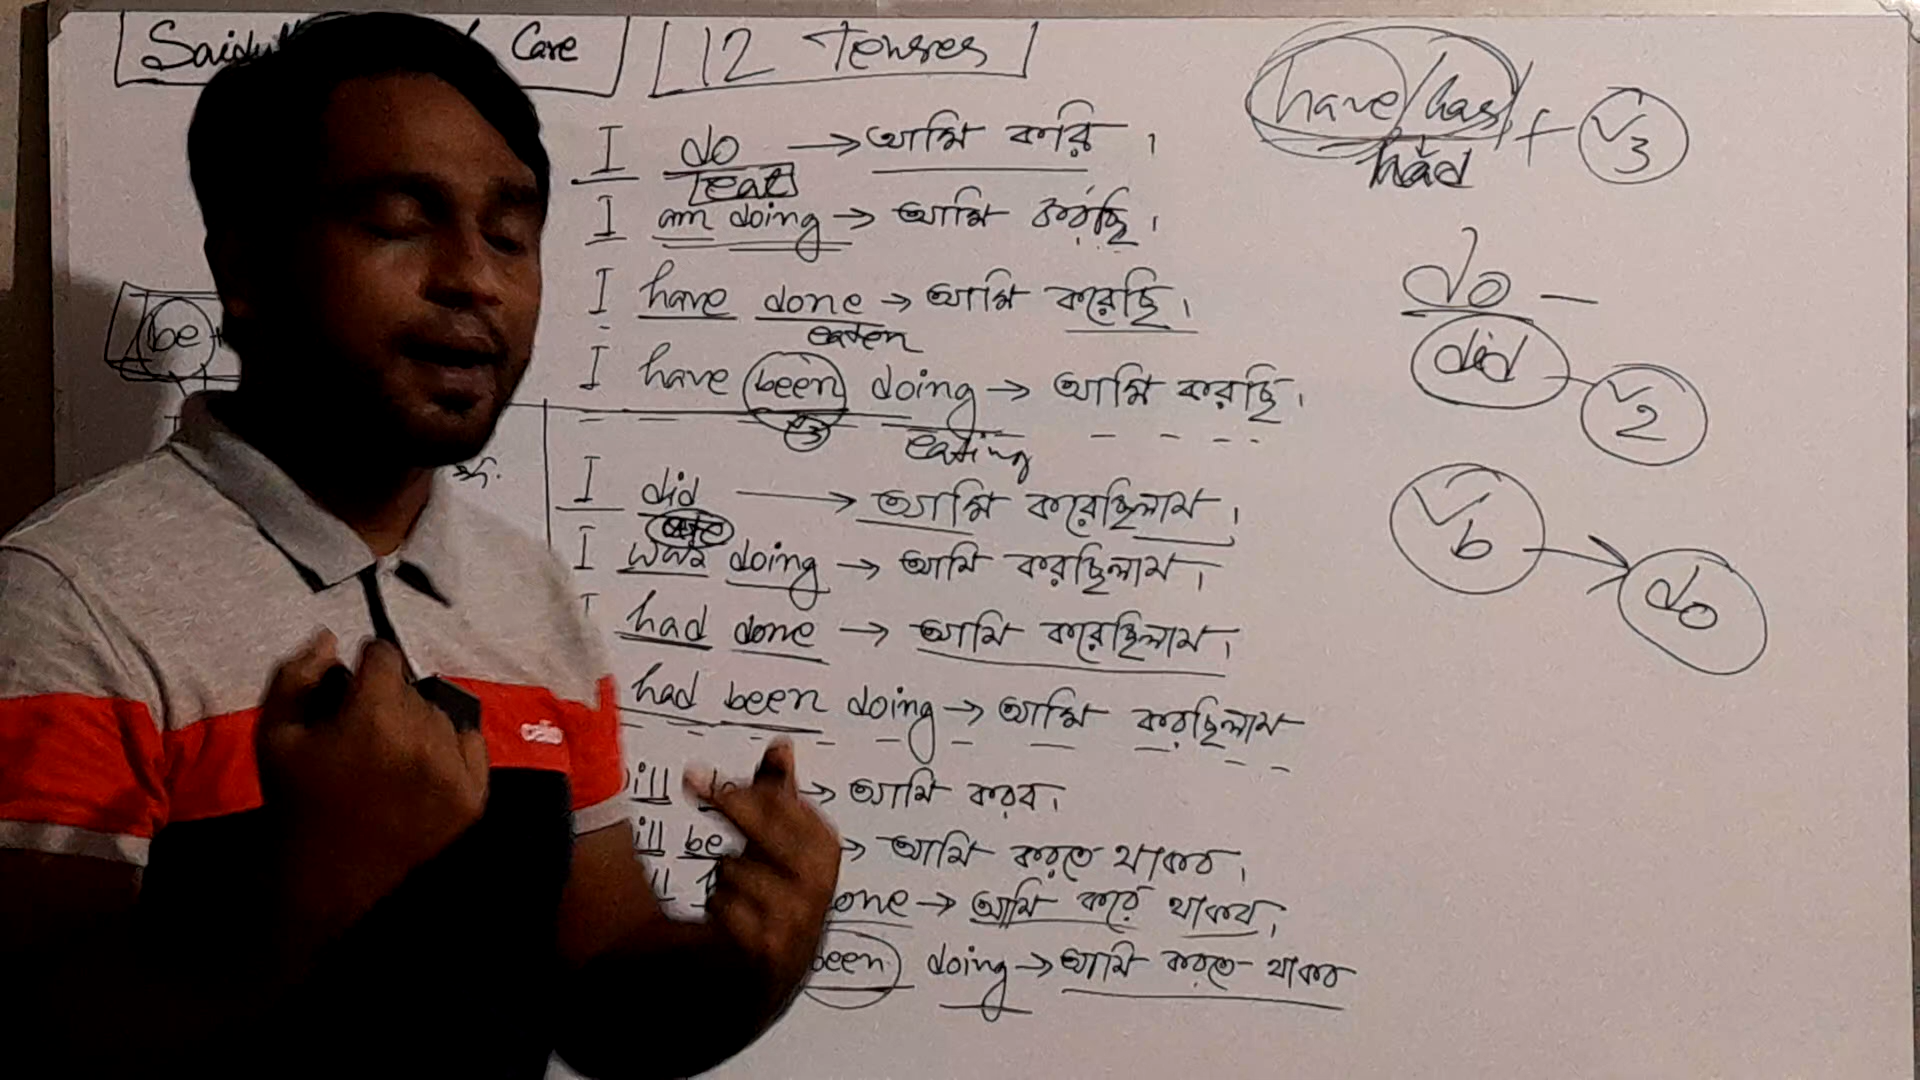 Care
12 Tenses
I do → আমি করি।
eat
I am doing → আমি করছি।
I have done → আমি করেছি।
eaten
I have been doing → আমি করছি।
V3
eating
I did → আমি করেছিলাম।
I was doing → আমি করছিলাম।
had done → আমি করেছিলাম।
had been doing → আমি করছিলাম
ill → আমি করব।
ill be → আমি করতে থাকব।
one → আমি করে থাকব।
been doing → আমি করতে থাকব
be
have/has + V3
had
do —
did — V2
Vb → do